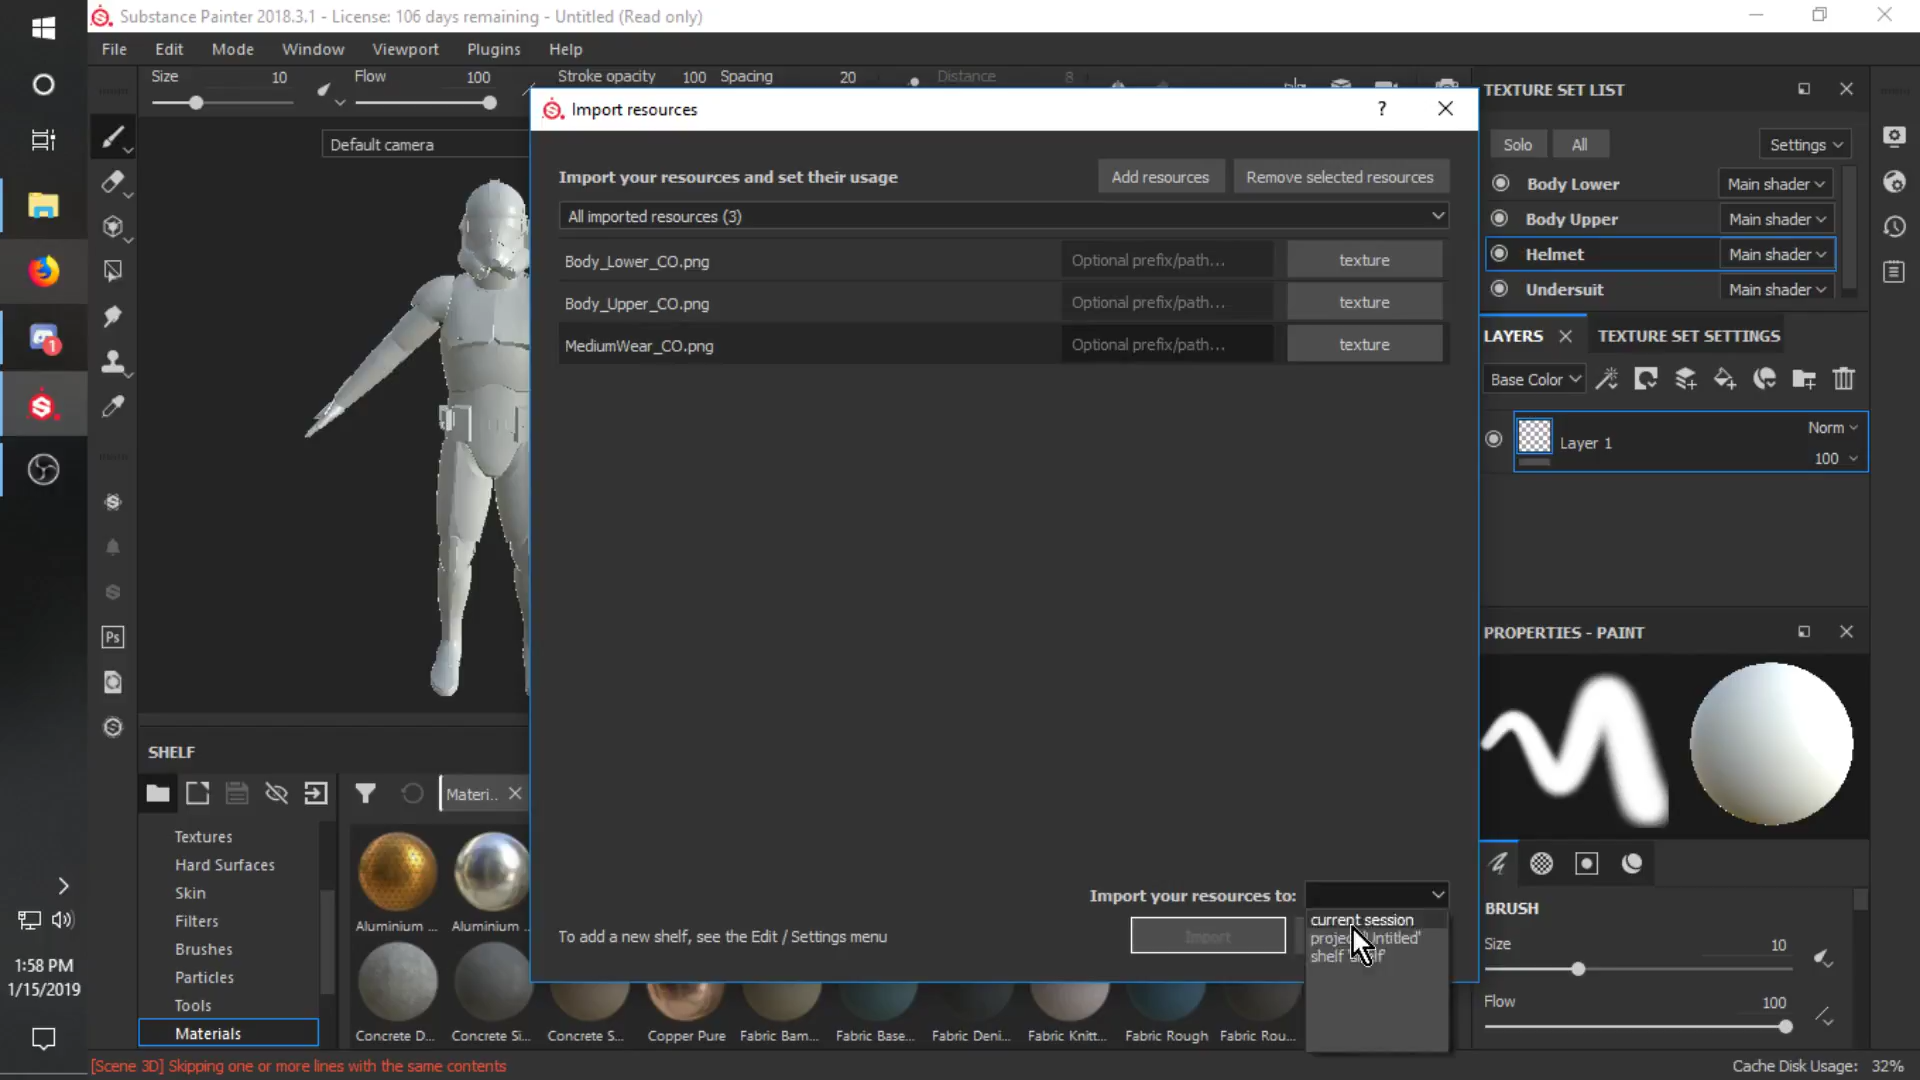 Substance Painter 2018.3.1 - License: 106 days remaining - Untitled (Read only)
File Edit Mode Window Viewport Plugins Help
Size 10 Flow 100 Stroke opacity 100 Spacing 20 Distance 8
Default camera
Import resources
?
Import your resources and set their usage
Add resources
Remove selected resources
All imported resources (3)
Body_Lower_CO.png Optional prefix/path... texture
Body_Upper_CO.png Optional prefix/path... texture
MediumWear_CO.png Optional prefix/path... texture
Import your resources to:
current session
shelf
To add a new shelf, see the Edit / Settings menu
Import
TEXTURE SET LIST
Solo All Settings
Body Lower Main shader
Body Upper Main shader
Helmet Main shader
Undersuit Main shader
LAYERS TEXTURE SET SETTINGS
Base Color
Layer 1 Norm
100
PROPERTIES - PAINT
BRUSH
Size 10
Flow 100
Ps
1
SHELF
Materi..
Textures
Hard Surfaces
Skin
Filters
Brushes
Particles
Tools
Materials
Aluminium ... Aluminium ...
Concrete D... Concrete Si... Concrete S... Copper Pure Fabric Bam... Fabric Base... Fabric Deni... Fabric Knitt... Fabric Rough Fabric Rou...
1:58 PM
1/15/2019
[Scene 3D] Skipping one or more lines with the same contents
Cache Disk Usage: 32%